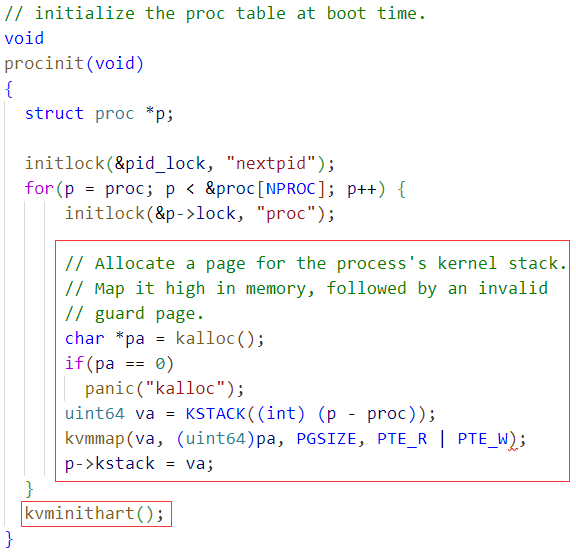 // initialize the proc table at boot time.
void
procinit(void)
{
  struct proc *p;

  initlock(&pid_lock, "nextpid");
  for(p = proc; p < &proc[NPROC]; p++) {
      initlock(&p->lock, "proc");

      // Allocate a page for the process's kernel stack.
      // Map it high in memory, followed by an invalid
      // guard page.
      char *pa = kalloc();
      if(pa == 0)
        panic("kalloc");
      uint64 va = KSTACK((int) (p - proc));
      kvmmap(va, (uint64)pa, PGSIZE, PTE_R | PTE_W);
      p->kstack = va;
  }
  kvminithart();
}